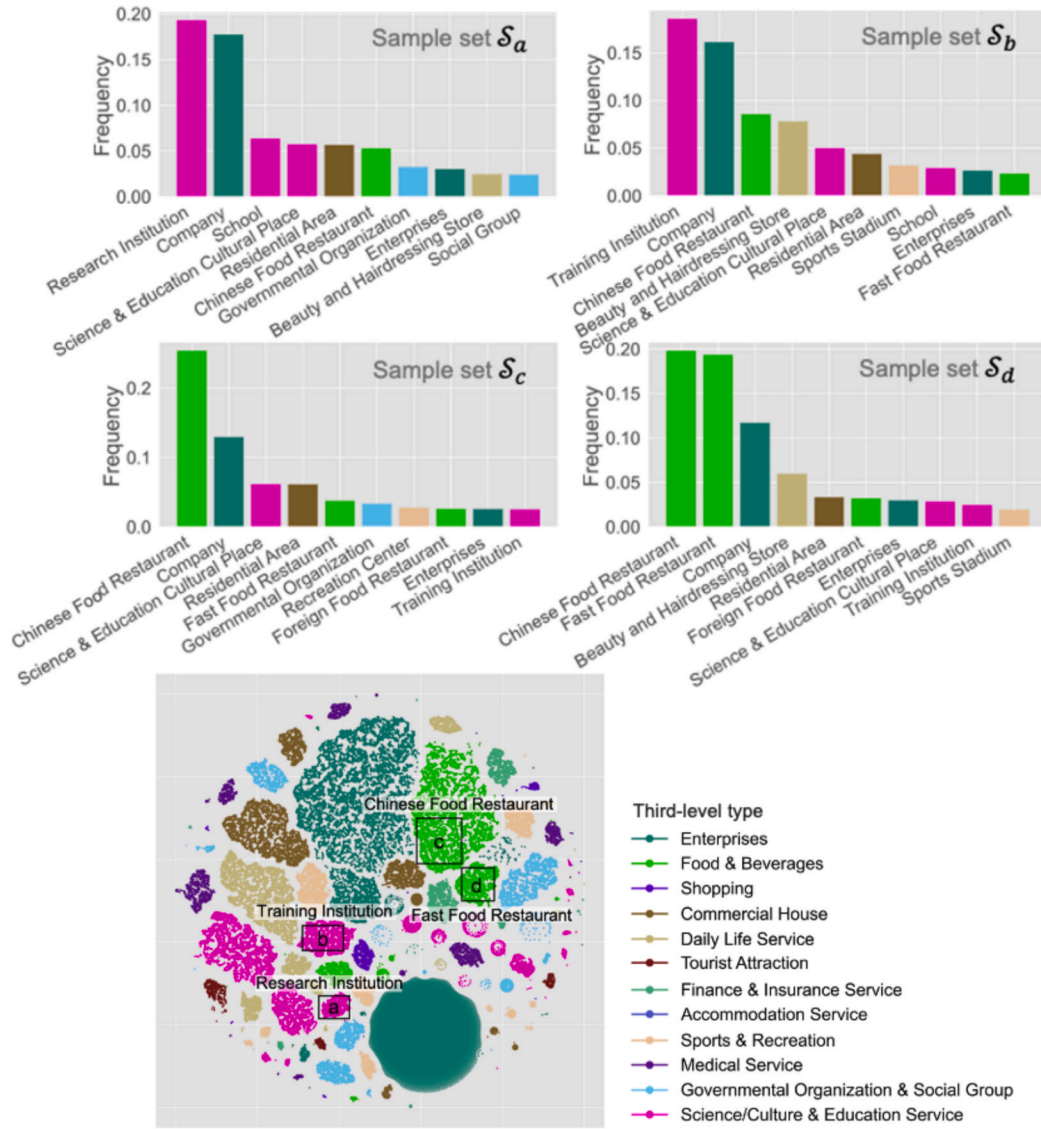 Sample set Sa
Frequency
0.20
0.15
0.10
0.05
0.00
Research Institution
Company
School
Science & Education Cultural Place
Residential Area
Chinese Food Restaurant
Governmental Organization
Enterprises
Beauty and Hairdressing Store
Social Group
Sample set Sb
Frequency
0.15
0.10
0.05
0.00
Training Institution
Company
Chinese Food Restaurant
Beauty and Hairdressing Store
Science & Education Cultural Place
Residential Area
Sports Stadium
School
Enterprises
Fast Food Restaurant
Sample set Sc
Frequency
0.2
0.1
0.0
Chinese Food Restaurant
Company
Science & Education Cultural Place
Residential Area
Fast Food Restaurant
Governmental Organization
Recreation Center
Foreign Food Restaurant
Enterprises
Training Institution
Sample set Sd
Frequency
0.20
0.15
0.10
0.05
0.00
Chinese Food Restaurant
Fast Food Restaurant
Company
Beauty and Hairdressing Store
Residential Area
Foreign Food Restaurant
Enterprises
Science & Education Cultural Place
Training Institution
Sports Stadium
Chinese Food Restaurant
c
d
Training Institution
Fast Food Restaurant
b
Research Institution
a
Third-level type
Enterprises
Food & Beverages
Shopping
Commercial House
Daily Life Service
Tourist Attraction
Finance & Insurance Service
Accommodation Service
Sports & Recreation
Medical Service
Governmental Organization & Social Group
Science/Culture & Education Service